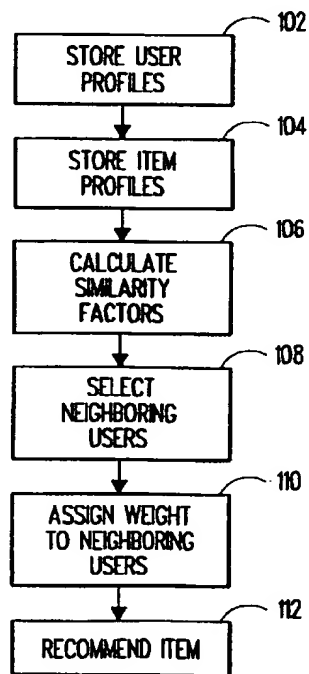 102
STORE USER
PROFILES
104
STORE ITEM
PROFILES
106
CALCULATE
SIMILARITY
FACTORS
108
SELECT
NEIGHBORING
USERS
110
ASSIGN WEIGHT
TO NEIGHBORING
USERS
112
RECOMMEND ITEM